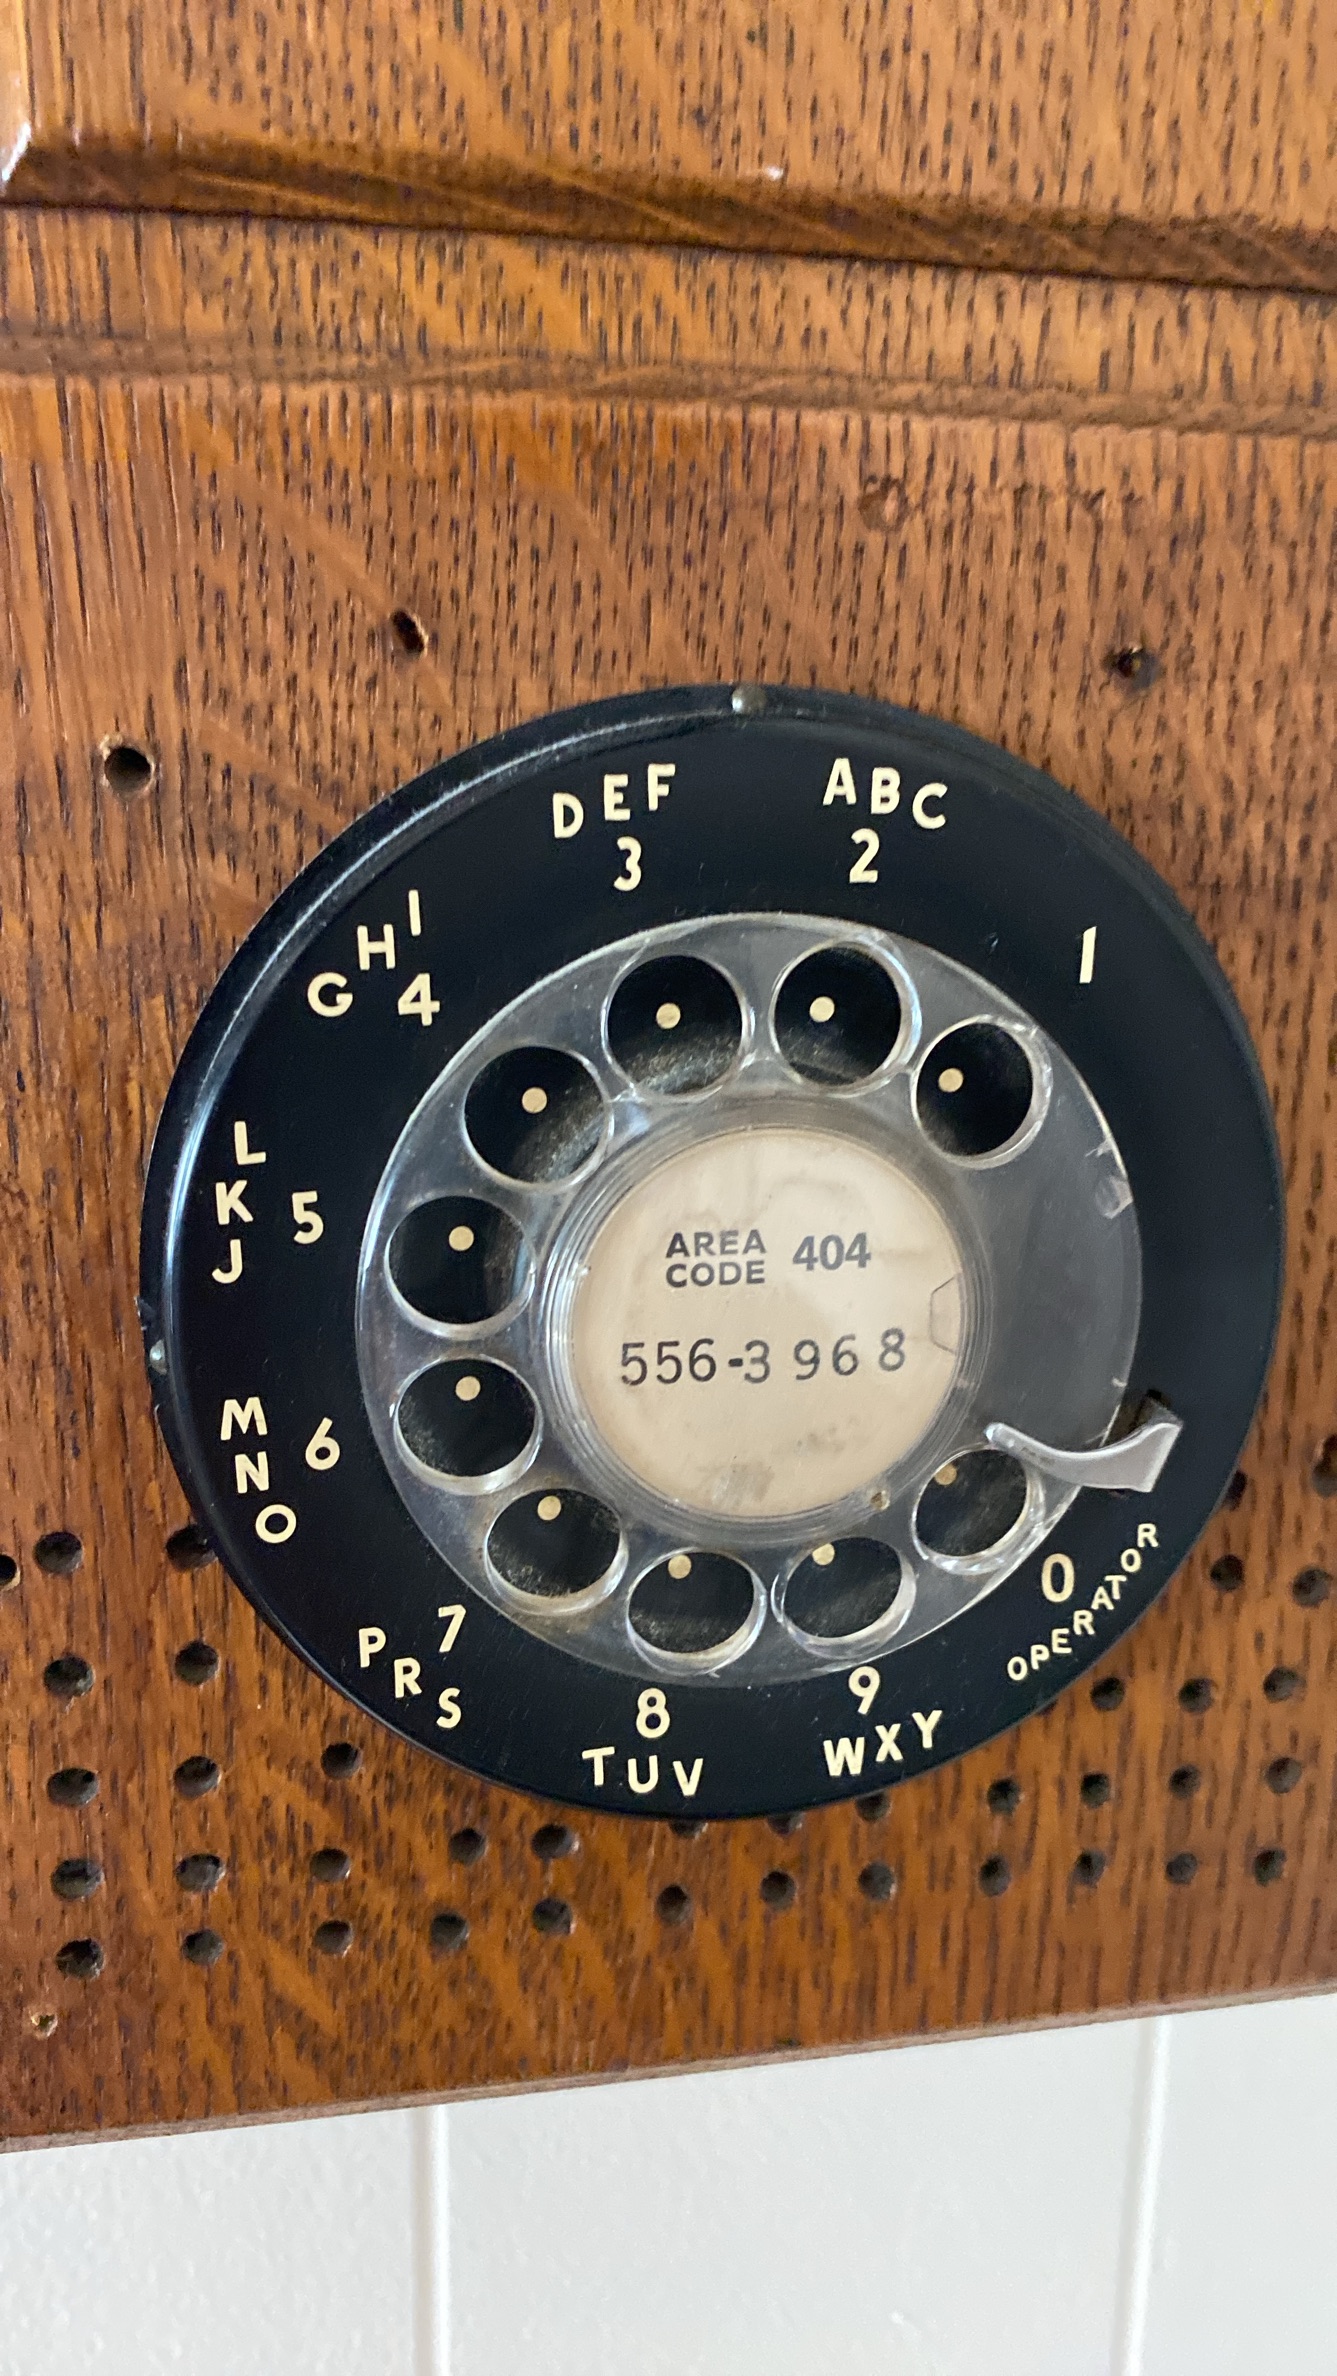 ABC
2
1
DEF
3
GHI
4
LKJ
5
MNO
6
PRS
7
TUV
8
WXY
9
0
OPERATOR
AREA CODE 404
556-3968